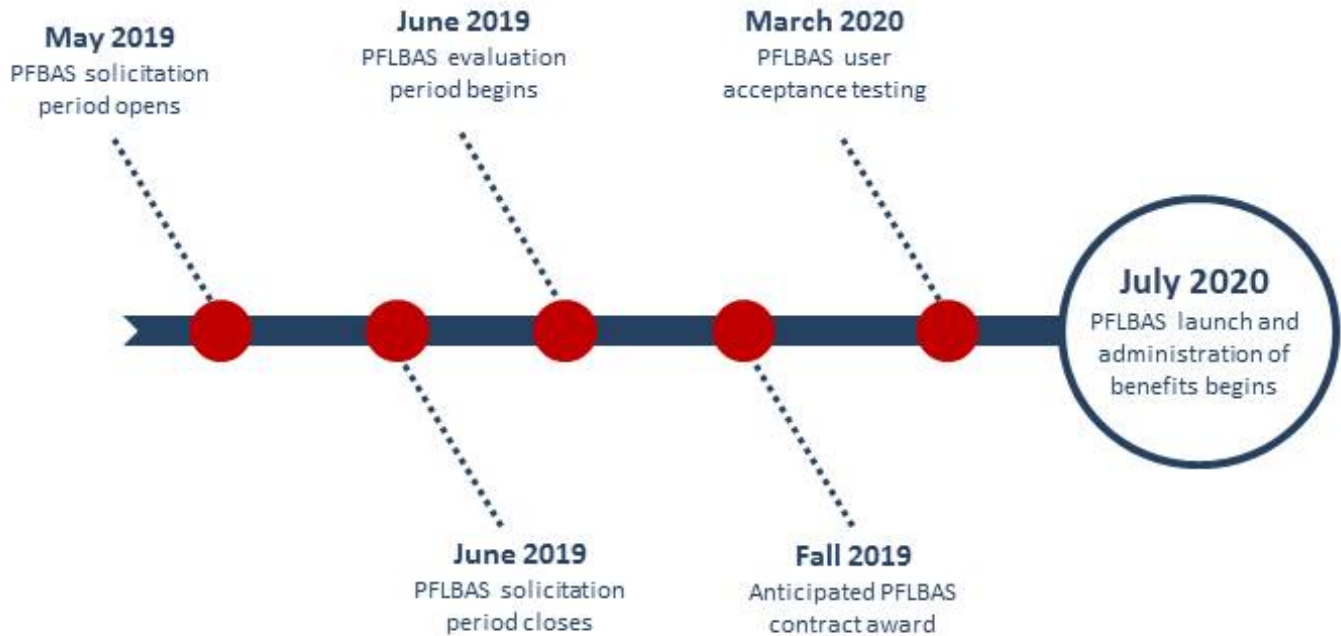 May 2019
PFBAS solicitation
period opens
June 2019
PFLBAS evaluation
period begins
March 2020
PFLBAS user
acceptance testing
July 2020
PFLBAS launch and
administration of
benefits begins
June 2019
PFLBAS solicitation
period closes
Fall 2019
Anticipated PFLBAS
contract award